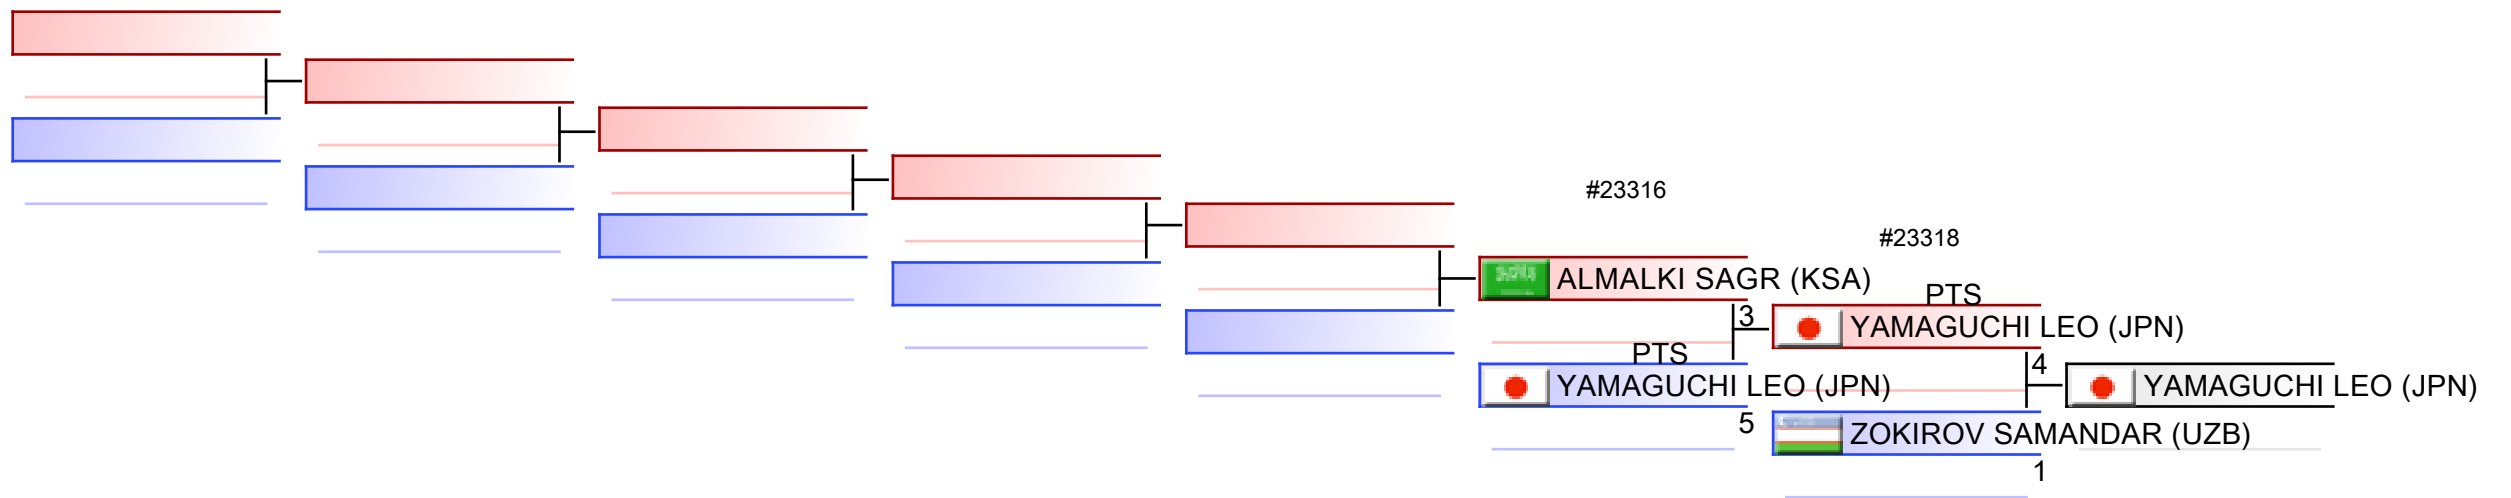 #23316
#23318
ALMALKI SAGR (KSA)
3
PTS
YAMAGUCHI LEO (JPN)
PTS
YAMAGUCHI LEO (JPN)
5
4
YAMAGUCHI LEO (JPN)
ZOKIROV SAMANDAR (UZB)
1